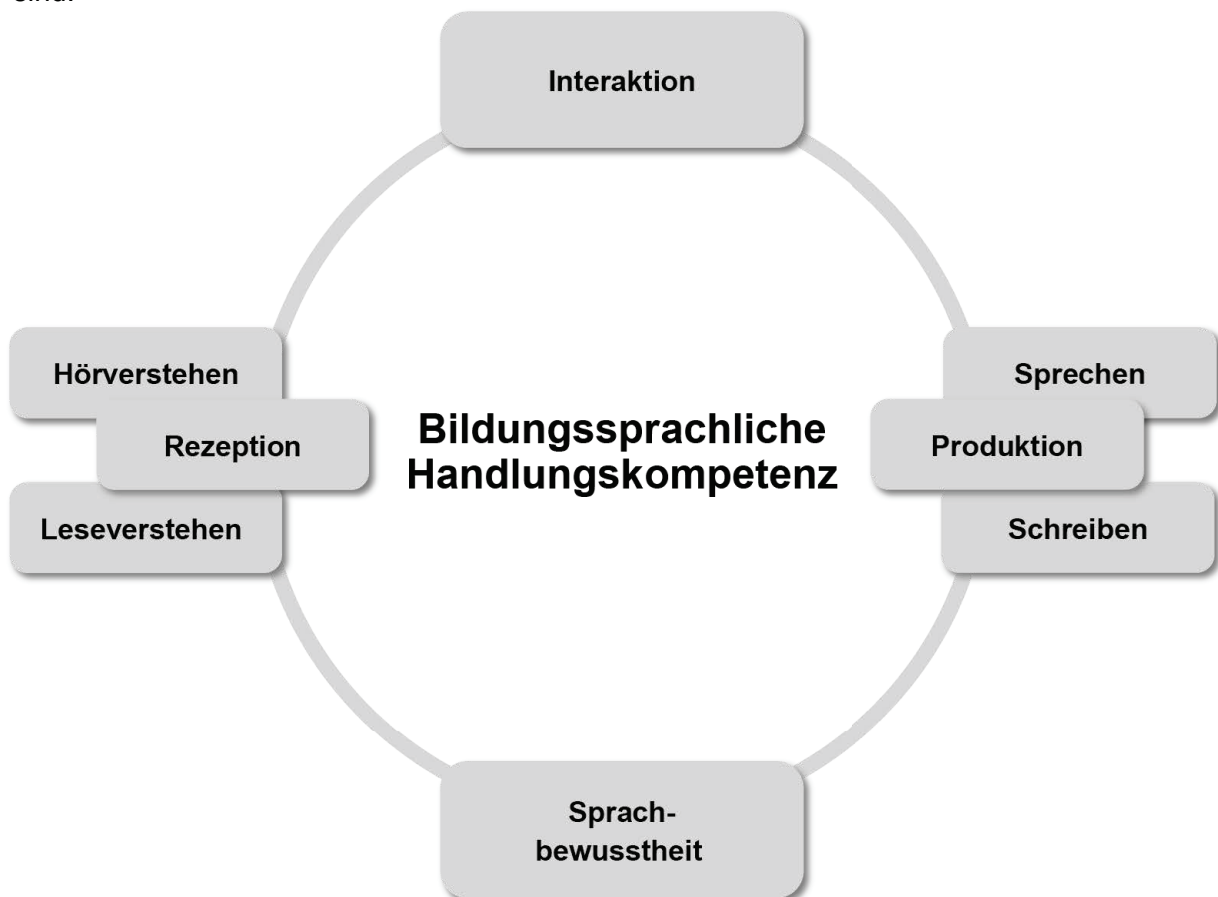 sind.
Interaktion
Hörverstehen
Rezeption
Leseverstehen
Bildungssprachliche
Handlungskompetenz
Sprechen
Produktion
Schreiben
Sprach-
bewusstheit